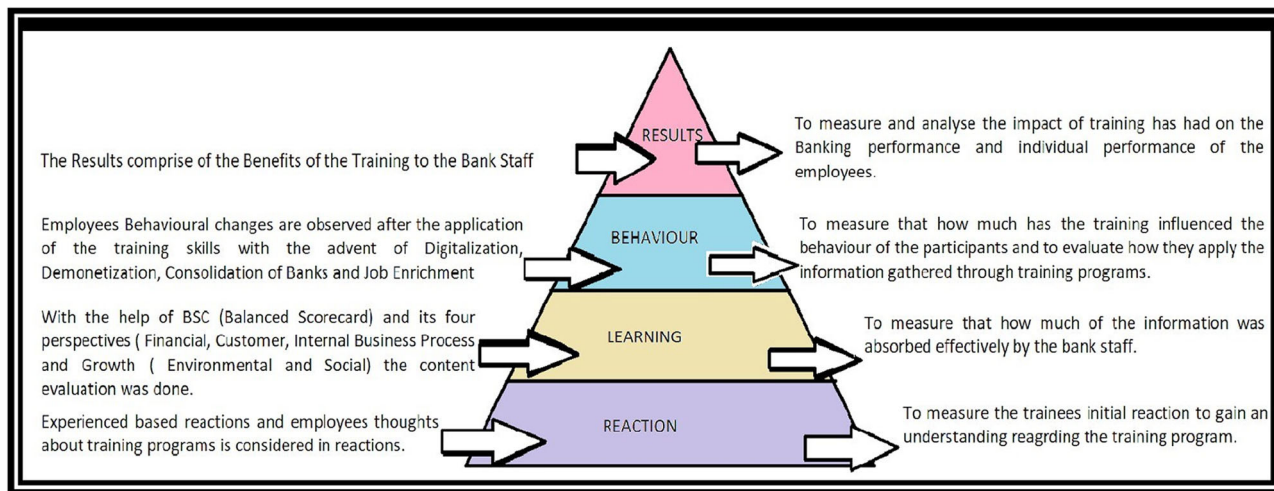 RESULTS
To measure and analyse the impact of training has had on the
Banking performance and individual performance of the
employees.
The Results comprise of the Benefits of the Training to the Bank Staff
Employees Behavioural changes are observed after the application
of the training skills with the advent of Digitalization,
Demonetization, Consolidation of Banks and Job Enrichment
BEHAVIOUR
To measure that how much has the training influenced the
behaviour of the participants and to evaluate how they apply the
information gathered through training programs.
With the help of BSC (Balanced Scorecard) and its four
perspectives ( Financial, Customer, Internal Business Process
and Growth ( Environmental and Social) the content
evaluation was done.
LEARNING
To measure that how much of the information was
absorbed effectively by the bank staff.
Experienced based reactions and employees thoughts
about training programs is considered in reactions.
REACTION
To measure the trainees initial reaction to gain an
understanding reagrding the training program.